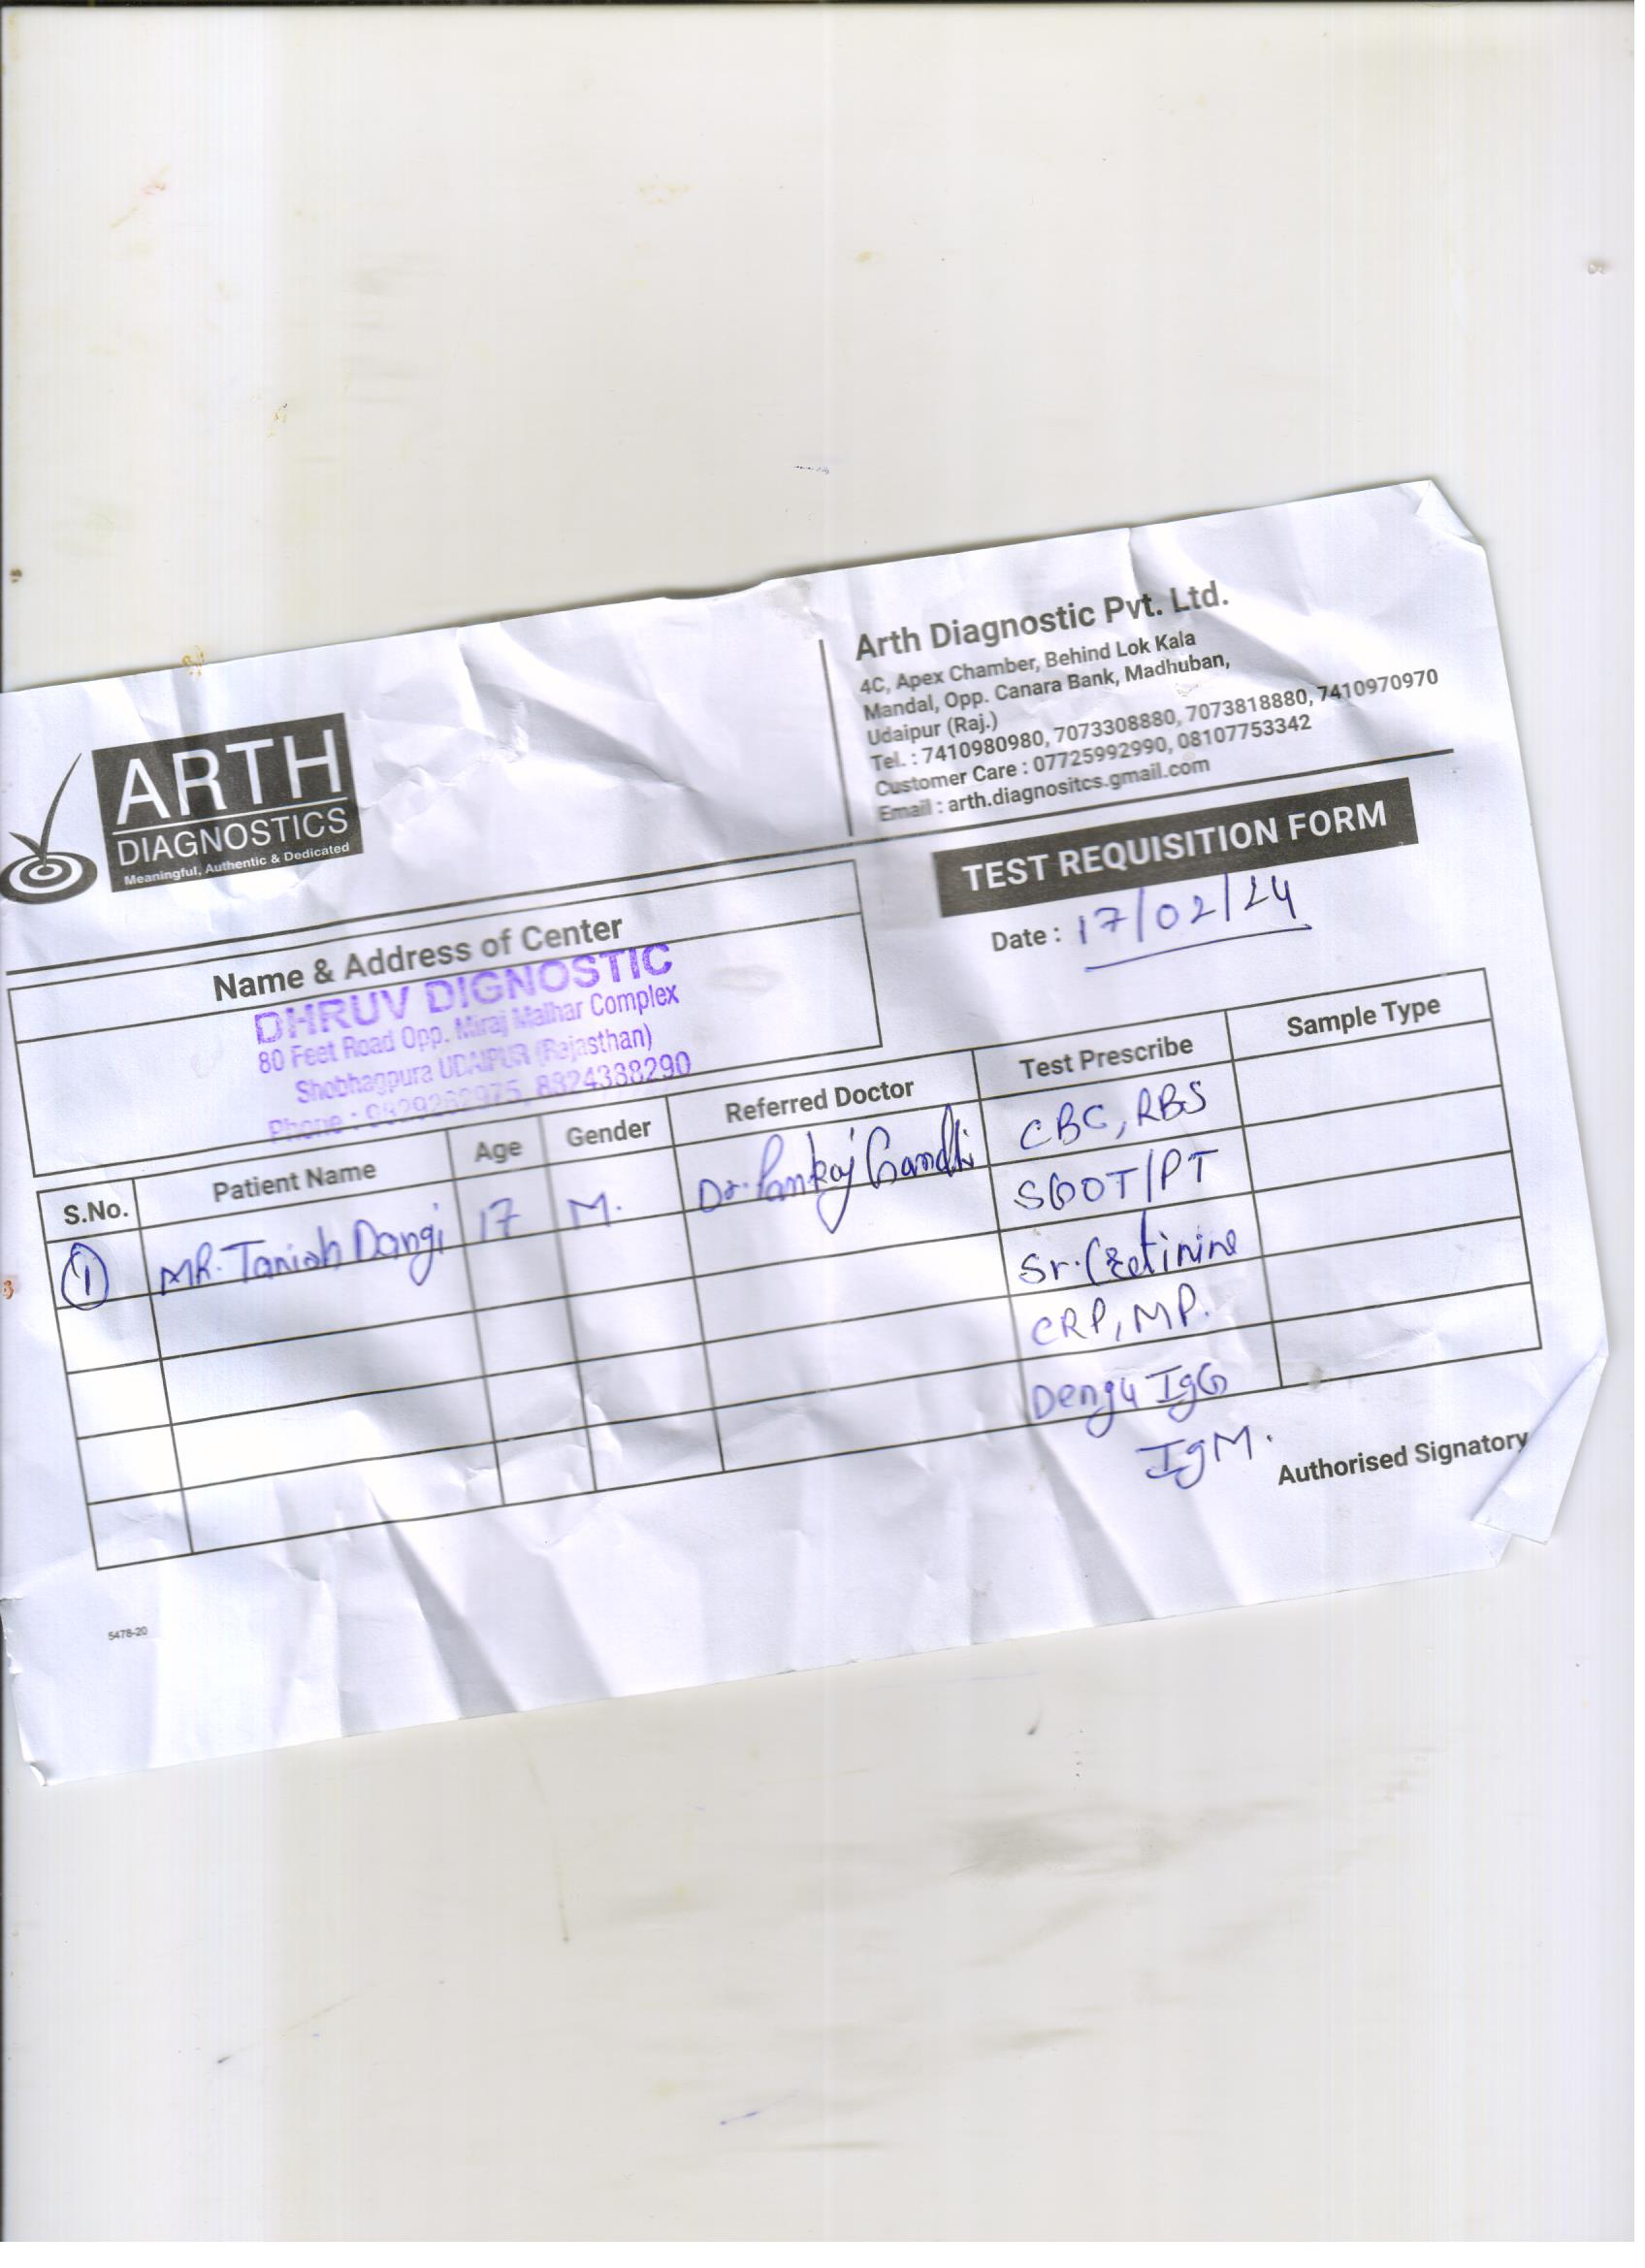 ARTH
DIAGNOSTICS
Meaningful, Authentic & Dedicated
Arth Diagnostic Pvt. Ltd.
4C, Apex Chamber, Behind Lok Kala
Mandal, Opp. Canara Bank, Madhuban,
Udaipur (Raj.)
Tel. : 7410980980, 7073308880, 7073818880, 7410970970
Customer Care : 07725992990, 08107753342
Email : arth.diagnositcs.gmail.com
TEST REQUISITION FORM
Date : 17/02/24
Name & Address of Center
DHRUV DIGNOSTIC
80 Feet Road Opp. Miraj Malhar Complex
Shobhagpura UDAIPUR (Rajasthan)
Phone :
S.No. Patient Name Age Gender Referred Doctor Test Prescribe Sample Type
1 MR. Tanish Dangi 17 M. Dr. Pankaj Gandhi CBC, RBS
SGOT/PT
Sr. Cretinine
CRP, MP.
Dengu IgG
IgM.
Authorised Signatory
5478-20